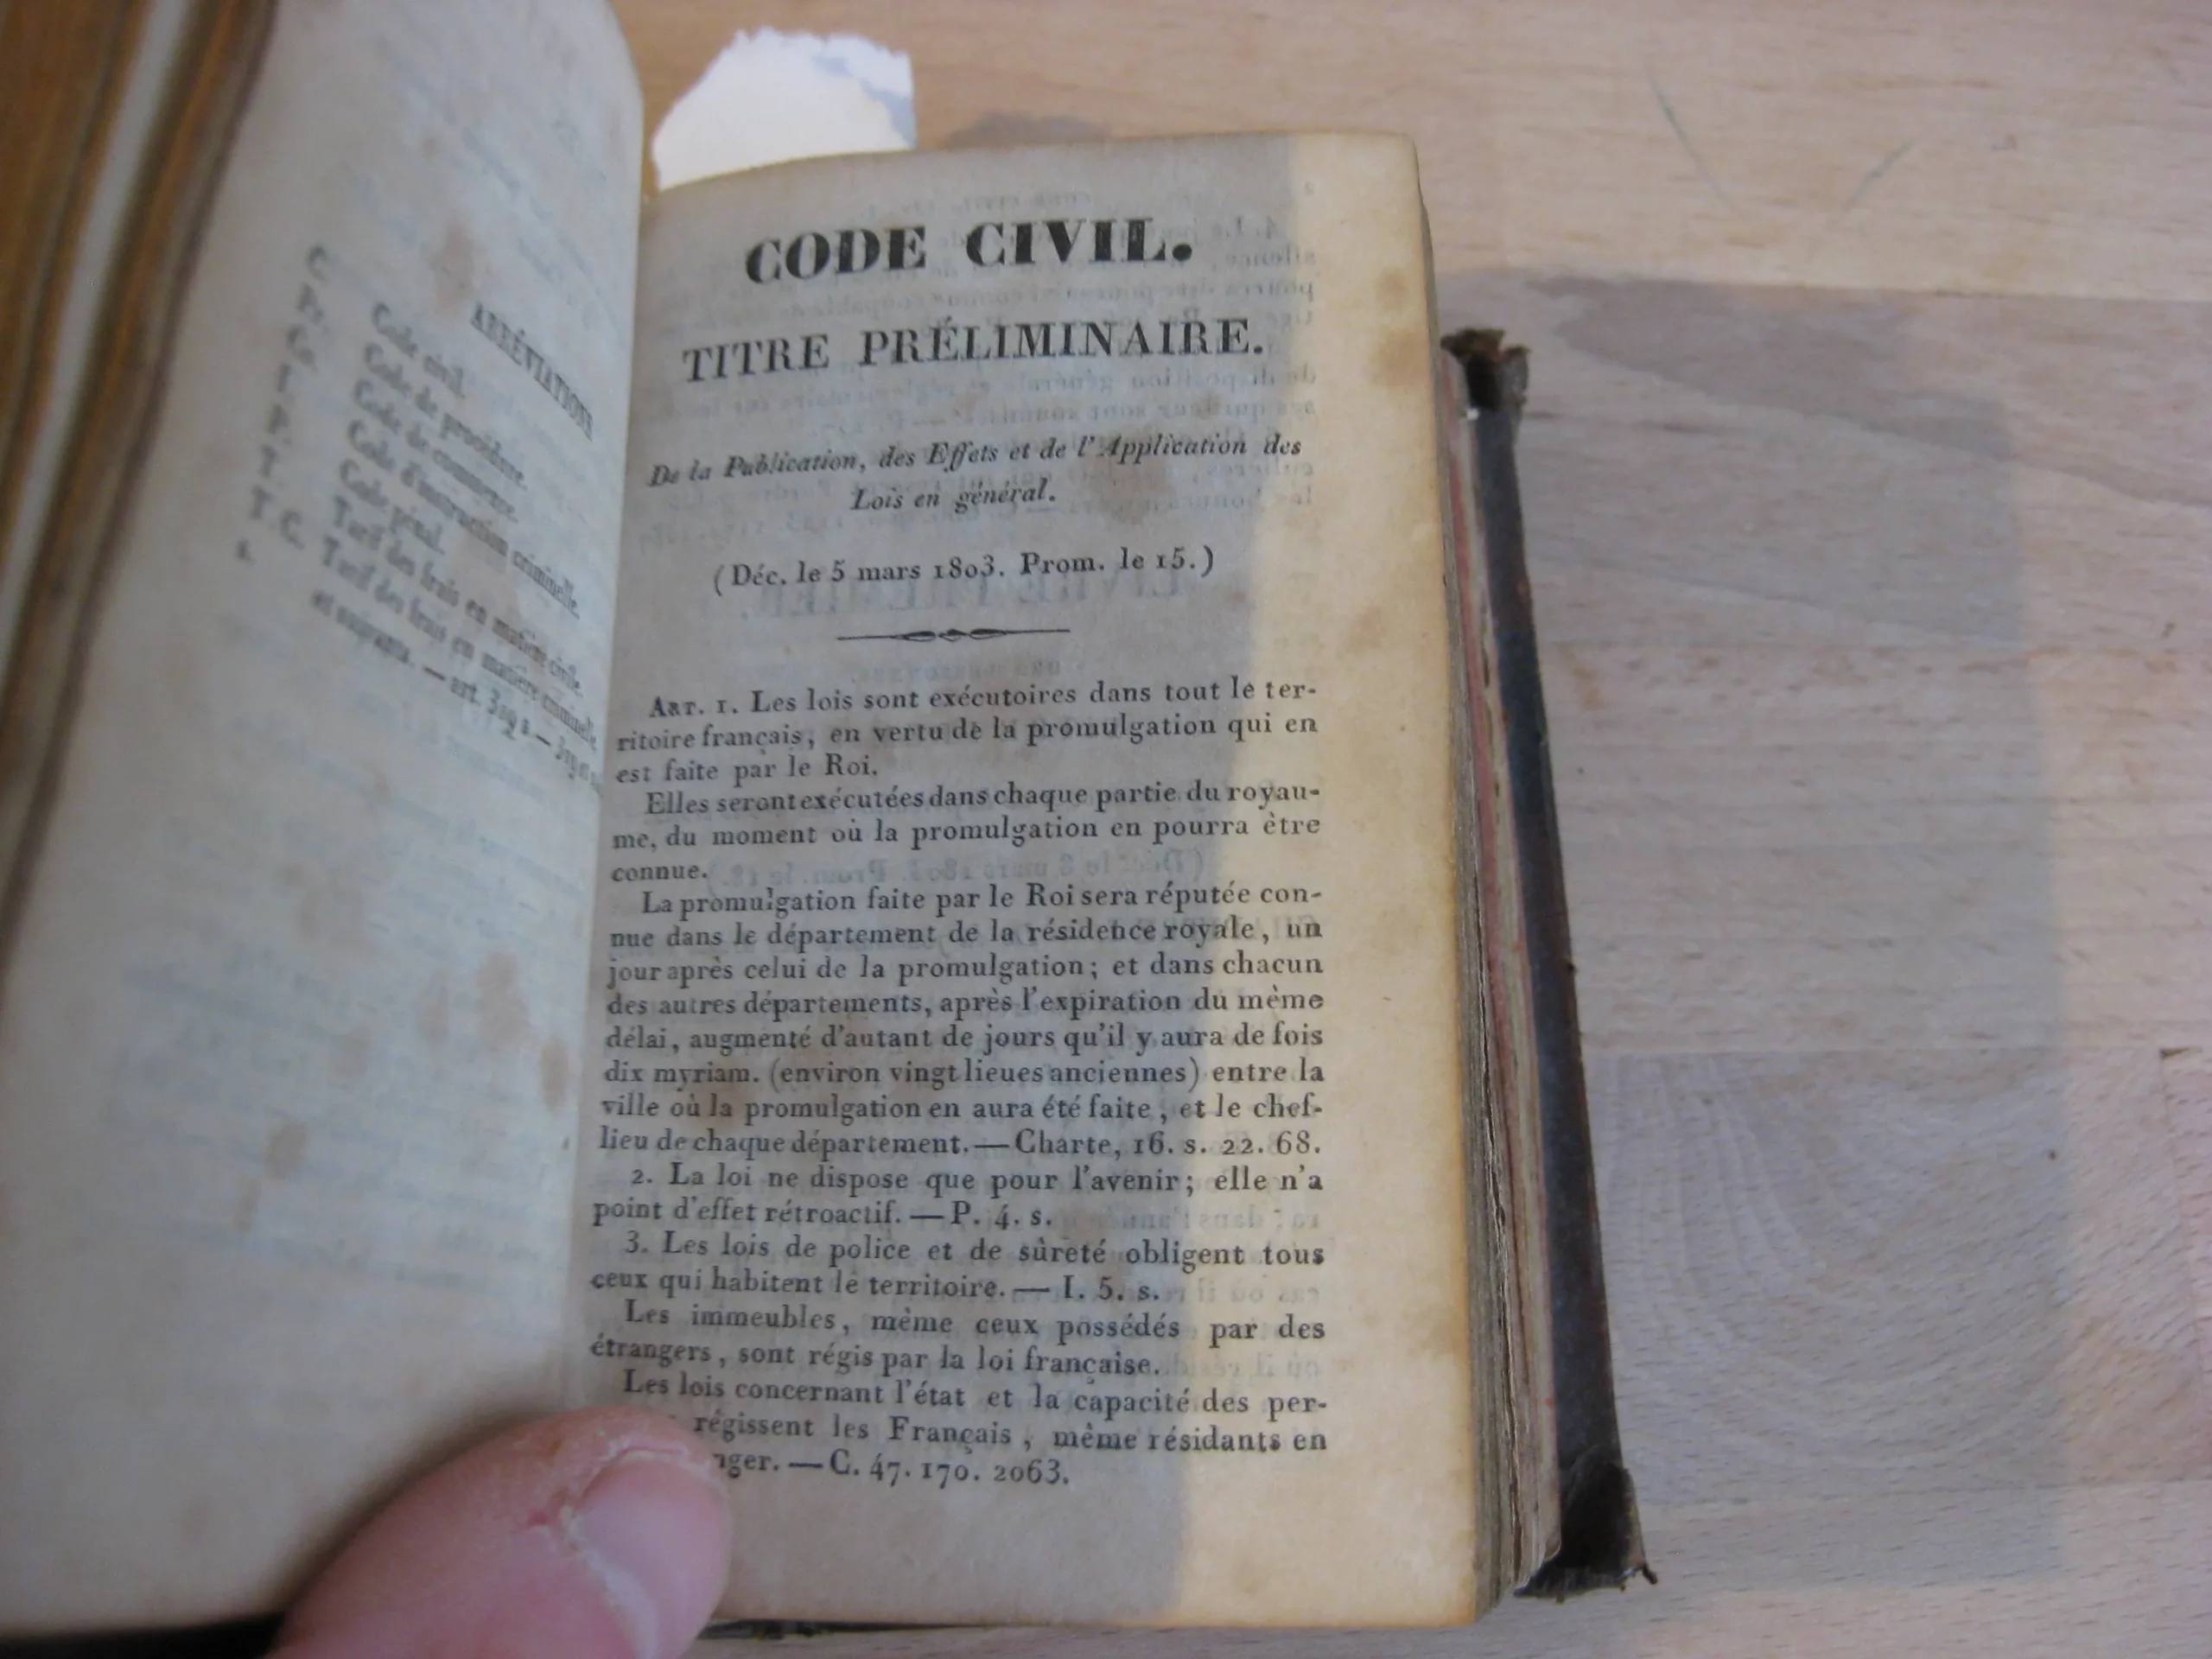 ABRÉVIATIONS
C. Code civil.
Pr. Code de procédure.
Co. Code de commerce.
I. Code d'instruction criminelle.
P. Code pénal.
T. Tarif des frais en matière civile.
T. C. Tarif des frais en matière criminelle.
s. et suivants. — art.
CODE CIVIL.
TITRE PRÉLIMINAIRE.
De la Publication, des Effets et de l'Application des
Lois en général.
(Déc. le 5 mars 1803. Prom. le 15.)
ART. 1. Les lois sont exécutoires dans tout le ter-
ritoire français, en vertu de la promulgation qui en
est faite par le Roi.
Elles seront exécutées dans chaque partie du royau-
me, du moment où la promulgation en pourra être
connue.
La promulgation faite par le Roi sera réputée con-
nue dans le département de la résidence royale, un
jour après celui de la promulgation; et dans chacun
des autres départements, après l'expiration du même
délai, augmenté d'autant de jours qu'il y aura de fois
dix myriam. (environ vingt lieues anciennes) entre la
ville où la promulgation en aura été faite, et le chef-
lieu de chaque département. — Charte, 16. s. 22. 68.
2. La loi ne dispose que pour l'avenir; elle n'a
point d'effet rétroactif. — P. 4. s.
3. Les lois de police et de sûreté obligent tous
ceux qui habitent le territoire. — I. 5. s.
Les immeubles, même ceux possédés par des
étrangers, sont régis par la loi française.
Les lois concernant l'état et la capacité des per-
régissent les Français, même résidants en
nger. — C. 47. 170. 2063.